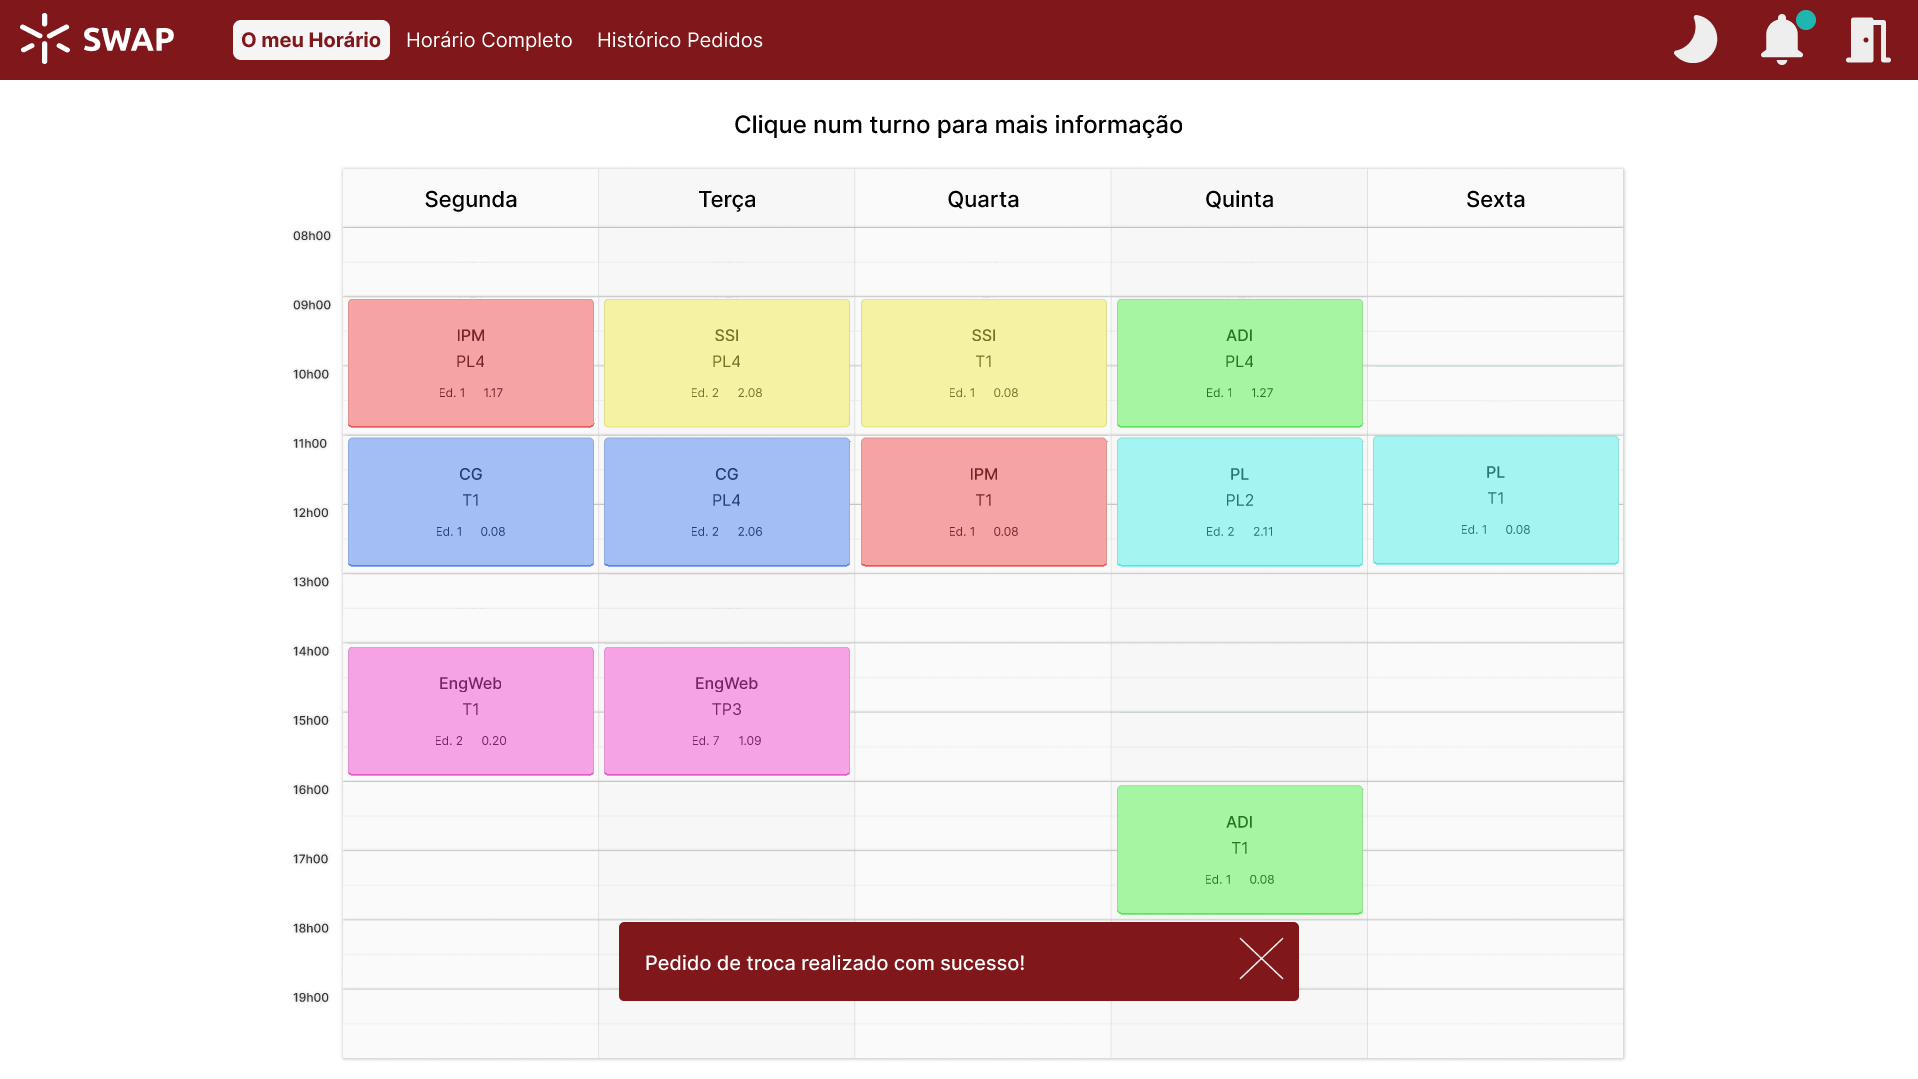 SWAP
O meu Horário
Horário Completo
Histórico Pedidos
Clique num turno para mais informação
Segunda
Terça
Quarta
Quinta
Sexta
08h00
09h00
IPM
PL4
Ed. 1 1.17
SSI
PL4
Ed. 2 2.08
SSI
T1
Ed. 1 0.08
ADI
PL4
Ed. 1 1.27
10h00
11h00
CG
T1
Ed. 1 0.08
CG
PL4
Ed. 2 2.06
IPM
T1
Ed. 1 0.08
PL
PL2
Ed. 2 2.11
PL
T1
Ed. 1 0.08
12h00
13h00
14h00
EngWeb
T1
Ed. 2 0.20
EngWeb
TP3
Ed. 7 1.09
15h00
16h00
ADI
T1
Ed. 1 0.08
17h00
18h00
Pedido de troca realizado com sucesso!
19h00